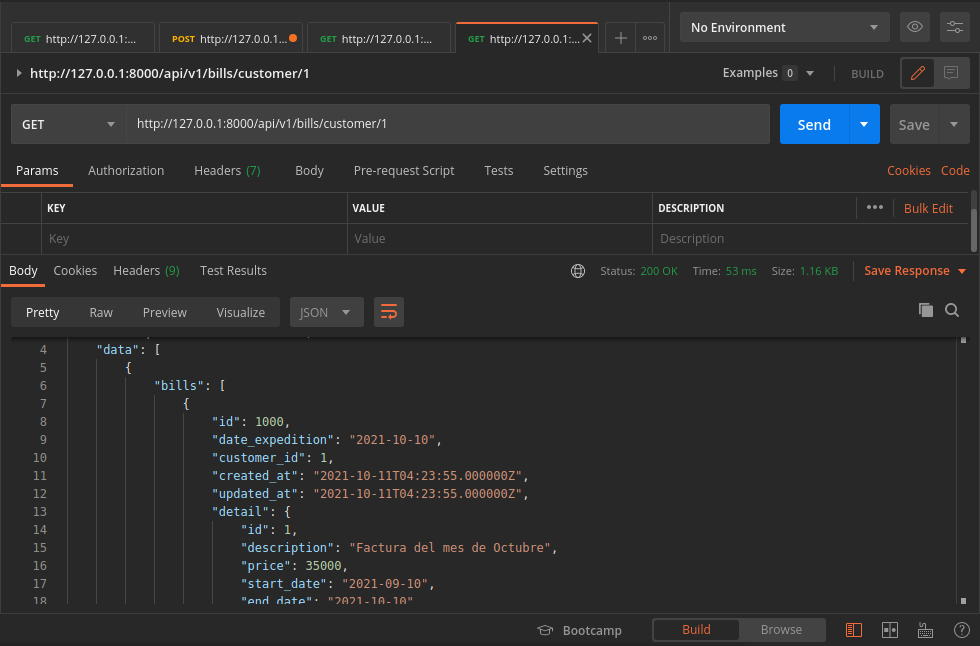 GET http://127.0.0.1:... POST http://127.0.0.1... GET http://127.0.0.1:... GET http://127.0.0.1:... No Environment
http://127.0.0.1:8000/api/v1/bills/customer/1 Examples 0 BUILD
GET http://127.0.0.1:8000/api/v1/bills/customer/1 Send Save
Params Authorization Headers (7) Body Pre-request Script Tests Settings Cookies Code
KEY VALUE DESCRIPTION Bulk Edit
Key Value Description
Body Cookies Headers (9) Test Results Status: 200 OK Time: 53 ms Size: 1.16 KB Save Response
Pretty Raw Preview Visualize JSON
4 "data": [
5 {
6 "bills": [
7 {
8 "id": 1000,
9 "date_expedition": "2021-10-10",
10 "customer_id": 1,
11 "created_at": "2021-10-11T04:23:55.000000Z",
12 "updated_at": "2021-10-11T04:23:55.000000Z",
13 "detail": {
14 "id": 1,
15 "description": "Factura del mes de Octubre",
16 "price": 35000,
17 "start_date": "2021-09-10",
18 "end_date": "2021-10-10"
Bootcamp Build Browse